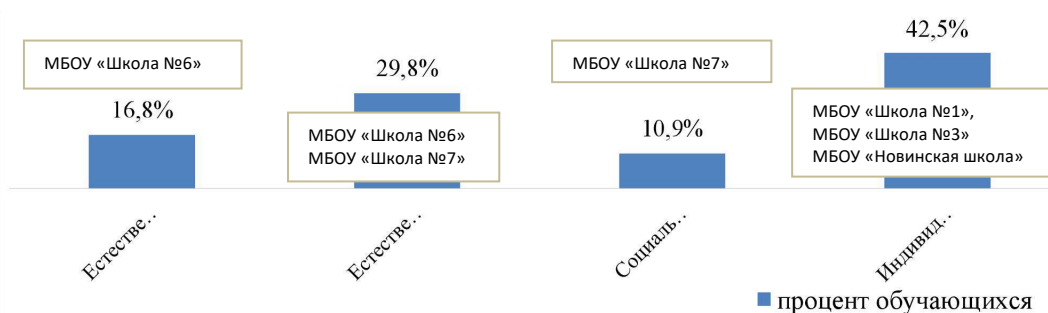 МБОУ «Школа №6»
16,8%
29,8%
МБОУ «Школа №6»
МБОУ «Школа №7»
МБОУ «Школа №7»
10,9%
42,5%
МБОУ «Школа №1»,
МБОУ «Школа №3»
МБОУ «Новинская школа»
Естестве..
Естестве..
Социаль..
Индивид..
процент обучающихся